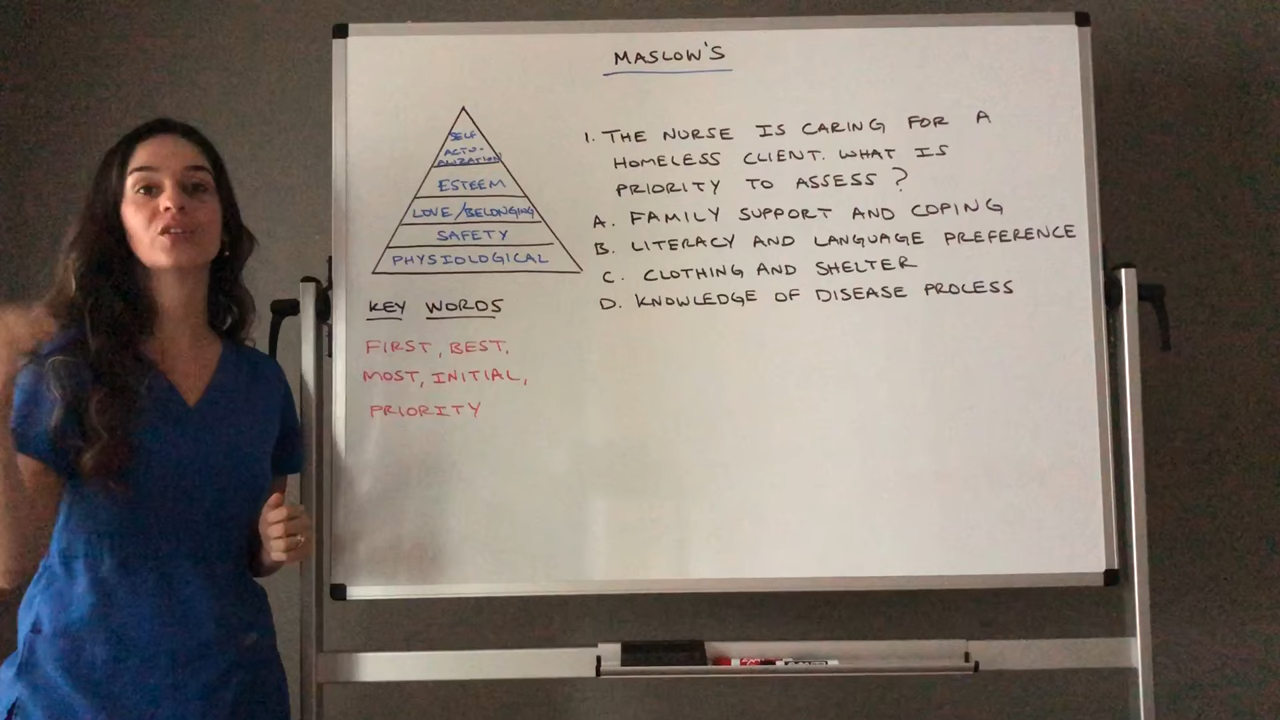 MASLOW'S
SELF
ACTU-
ALIZATION
ESTEEM
LOVE/BELONGING
SAFETY
PHYSIOLOGICAL
KEY WORDS
FIRST, BEST,
MOST, INITIAL,
PRIORITY
1. THE NURSE IS CARING FOR A
HOMELESS CLIENT. WHAT IS
PRIORITY TO ASSESS?
A. FAMILY SUPPORT AND COPING
B. LITERACY AND LANGUAGE PREFERENCE
C. CLOTHING AND SHELTER
D. KNOWLEDGE OF DISEASE PROCESS